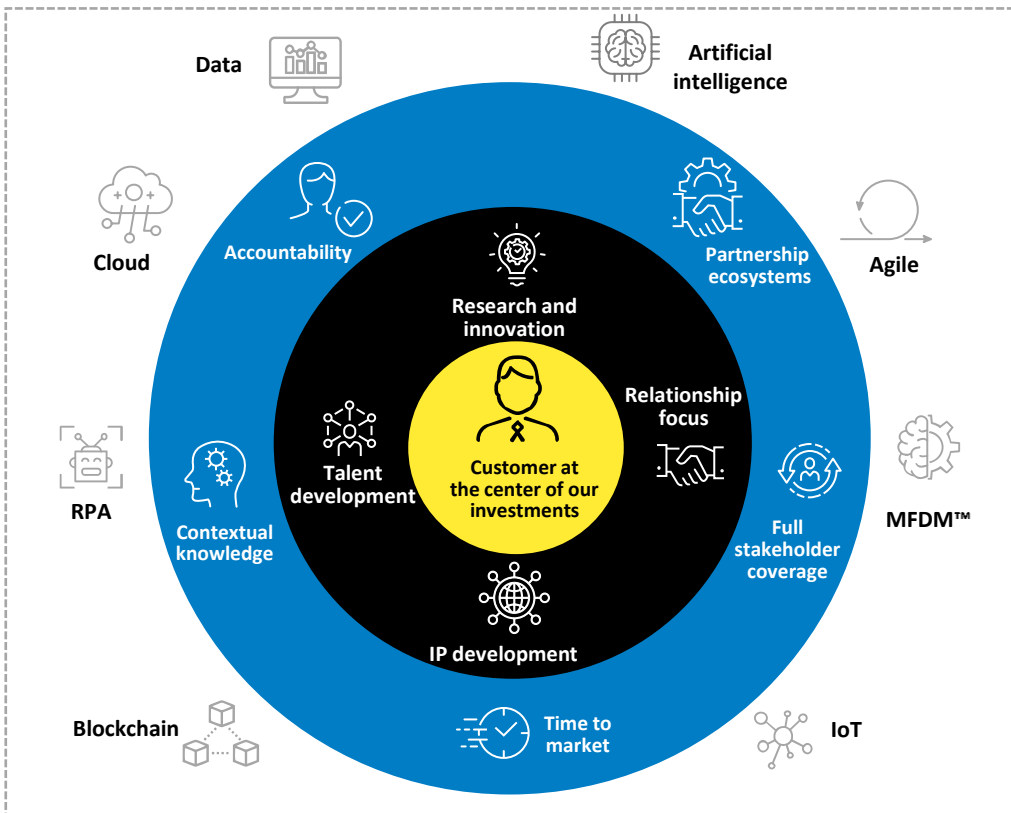 Data
Artificial
intelligence
Cloud
Accountability
Partnership
ecosystems
Agile
Research and
innovation
Relationship
focus
Talent
development
Customer at
the center of our
investments
RPA
Contextual
knowledge
Full
stakeholder
coverage
MFDM™
IP development
Blockchain
Time to
market
IoT